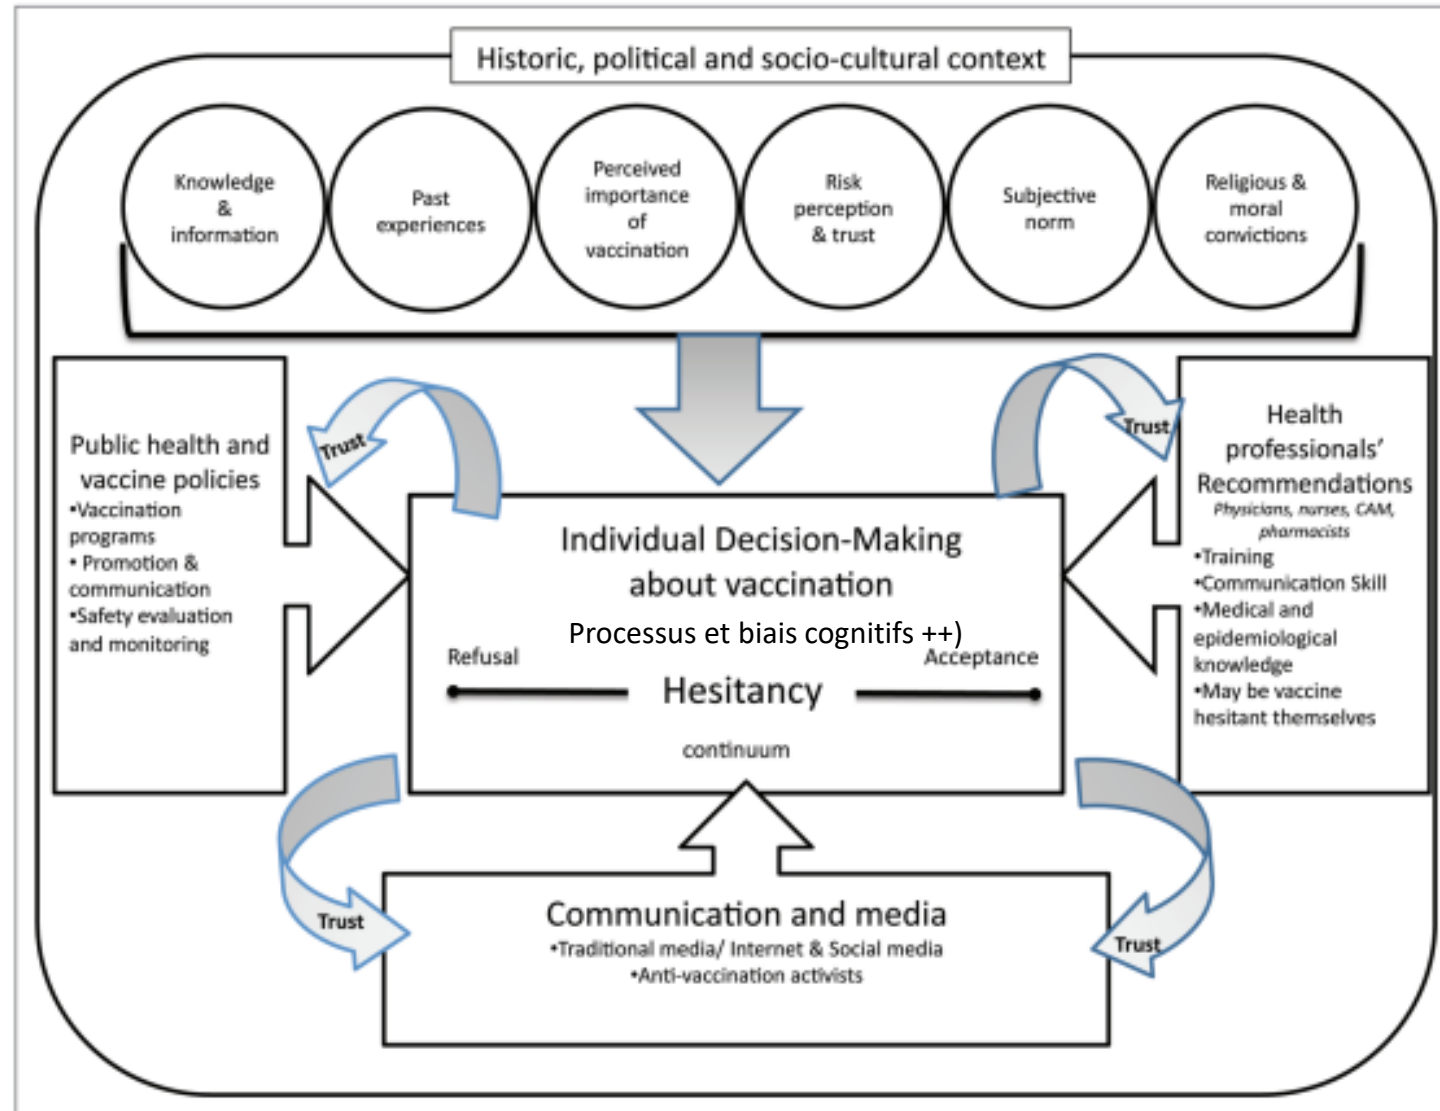 Historic, political and socio-cultural context
Knowledge
&
information
Past
experiences
Perceived
importance
of
vaccination
Risk
perception
& trust
Subjective
norm
Religious &
moral
convictions
Public health and
vaccine policies
•Vaccination
programs
• Promotion &
communication
•Safety evaluation
and monitoring
Trust
Trust
Health
professionals’
Recommendations
Physicians, nurses, CAM,
pharmacists
•Training
•Communication Skill
•Medical and
epidemiological
knowledge
•May be vaccine
hesitant themselves
Individual Decision-Making
about vaccination
Processus et biais cognitifs ++)
Refusal
Acceptance
Hesitancy
continuum
Trust
Trust
Communication and media
•Traditional media/ Internet & Social media
•Anti-vaccination activists